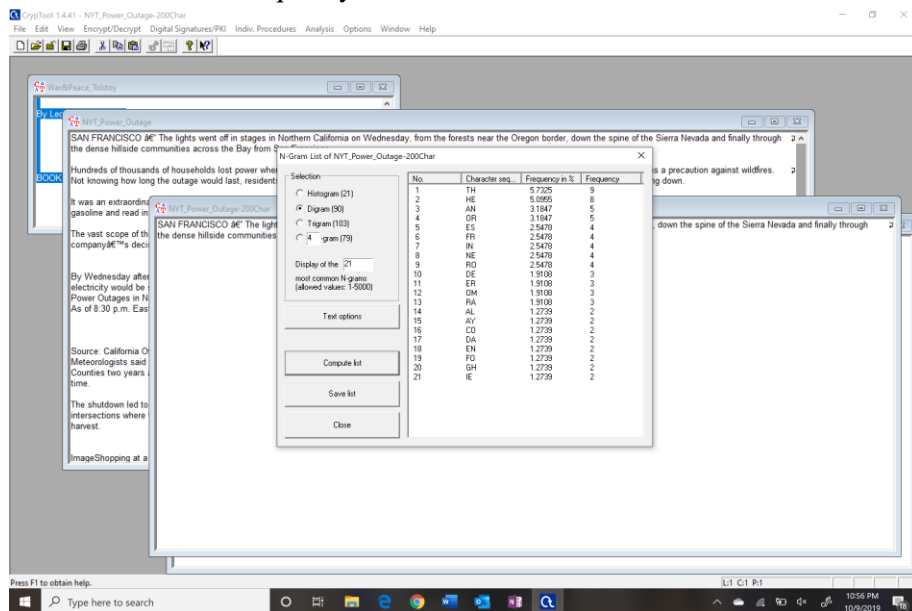 CrypTool 1.4.41 - NYT_Power_Outage-200Char
File Edit View Encrypt/Decrypt Digital Signatures/PKI Indiv. Procedures Analysis Options Window Help
War&Peace_Tolstoy
By Leo
BOOK
NYT_Power_Outage
SAN FRANCISCO â€" The lights went off in stages in Northern California on Wednesday, from the forests near the Oregon border, down the spine of the Sierra Nevada and finally through
the dense hillside communities across the Bay from
Hundreds of thousands of households lost power whe
s a precaution against wildfires.
Not knowing how long the outage would last, resident
ng down.
It was an extraordina
gasoline and read in
The vast scope of th
companyâ€™s decis
By Wednesday after
electricity would be
Power Outages in N
As of 8:30 p.m. Eas
Source: California O
Meteorologists said
Counties two years
time.
The shutdown led to
intersections where
harvest.
ImageShopping at a
NYT_Power_Outage-200Char
SAN FRANCISCO â€" The light
, down the spine of the Sierra Nevada and finally through
the dense hillside communities
N-Gram List of NYT_Power_Outage-200Char
Selection
Histogram (21)
Digram (90)
Trigram (103)
4 -gram (79)
Display of the 21
most common N-grams
(allowed values: 1-5000)
Text options
Compute list
Save list
Close
No. Character seq... Frequency in % Frequency
1 TH 5.7325 9
2 HE 5.0955 8
3 AN 3.1847 5
4 OR 3.1847 5
5 ES 2.5478 4
6 FR 2.5478 4
7 IN 2.5478 4
8 NE 2.5478 4
9 RO 2.5478 4
10 DE 1.9108 3
11 ER 1.9108 3
12 OM 1.9108 3
13 RA 1.9108 3
14 AL 1.2739 2
15 AY 1.2739 2
16 CO 1.2739 2
17 DA 1.2739 2
18 EN 1.2739 2
19 FO 1.2739 2
20 GH 1.2739 2
21 IE 1.2739 2
Press F1 to obtain help.
L:1 C:1 P:1
Type here to search
10:56 PM
10/9/2019